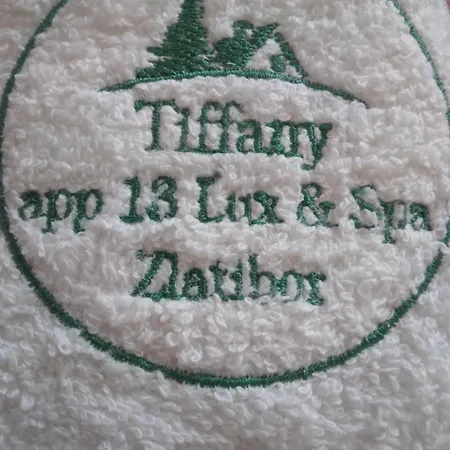 Tiffany
app 13 Lux & Spa
Zlatibor